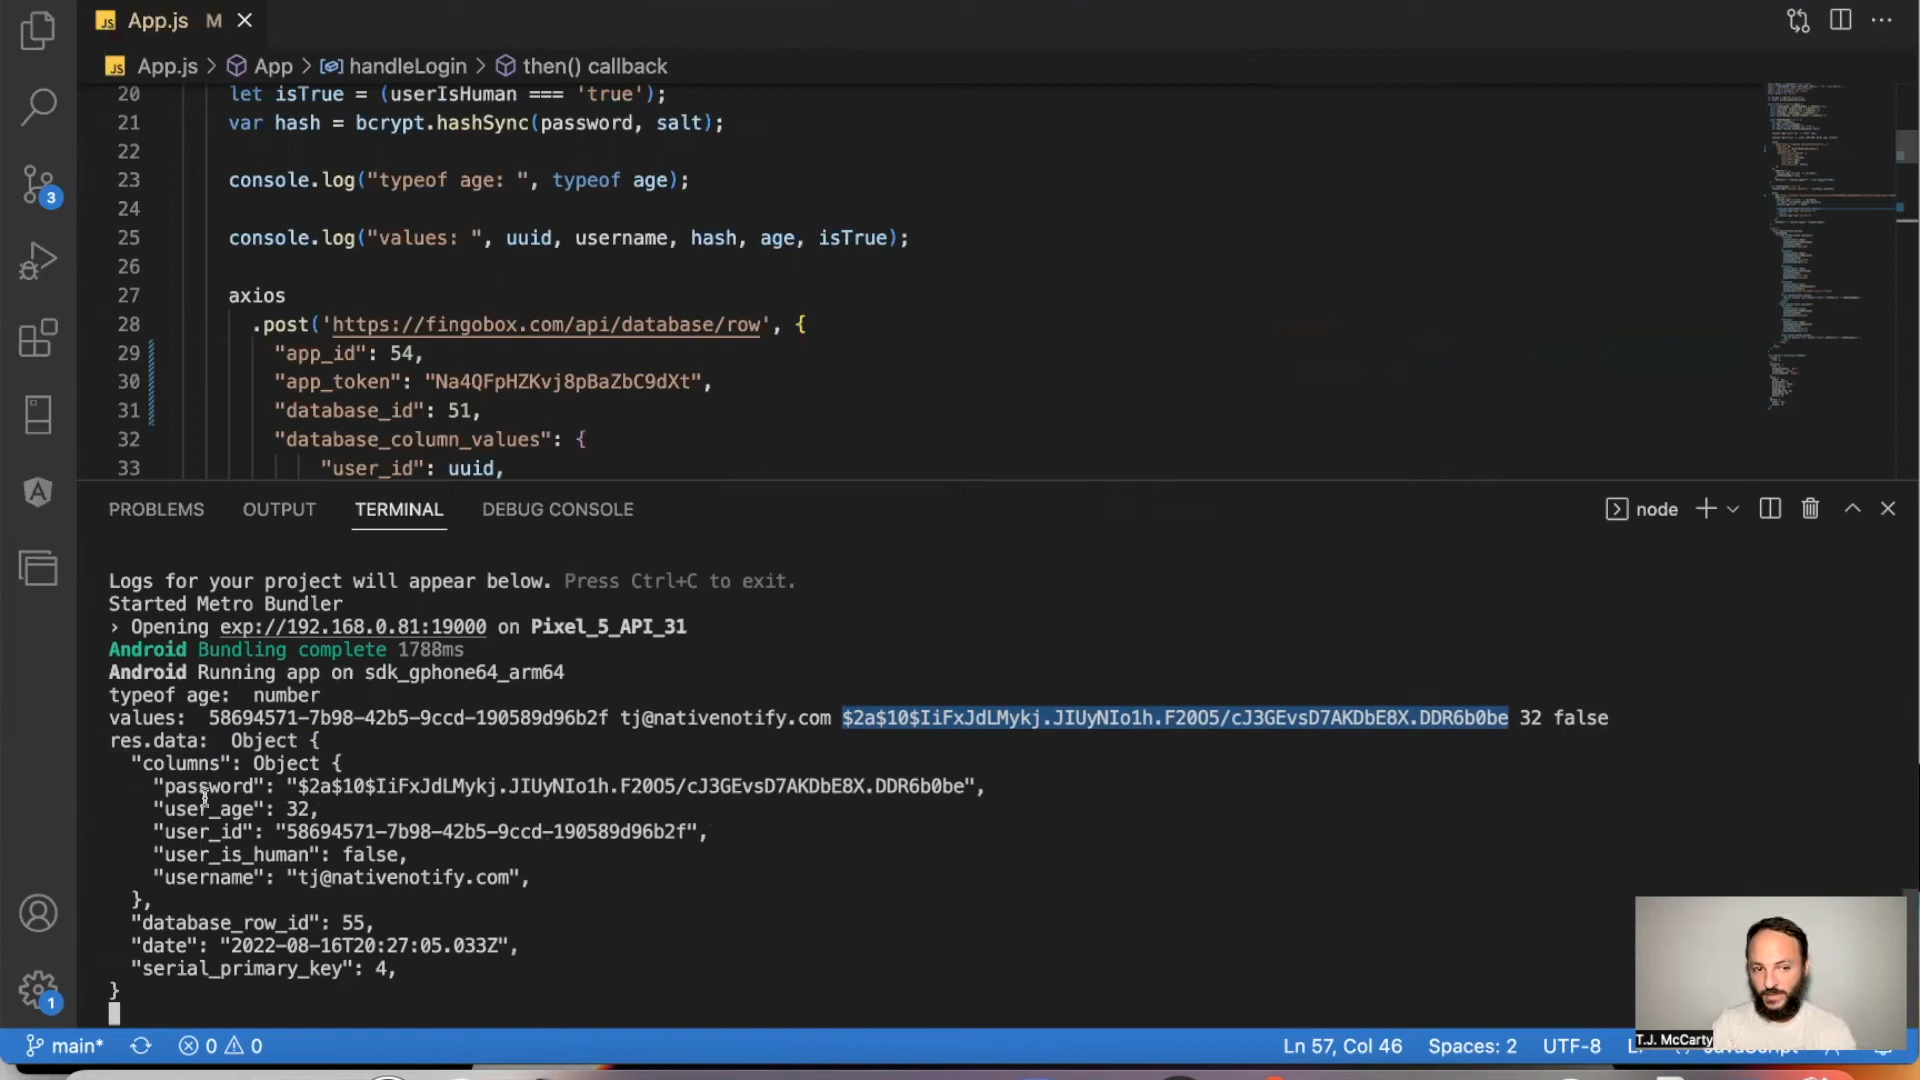 App.js M
App.js > App > handleLogin > then() callback
20 let isTrue = (userIsHuman === 'true');
21 var hash = bcrypt.hashSync(password, salt);
22
23 console.log("typeof age: ", typeof age);
24
25 console.log("values: ", uuid, username, hash, age, isTrue);
26
27 axios
28 .post('https://fingobox.com/api/database/row', {
29 "app_id": 54,
30 "app_token": "Na4QFpHZKvj8pBaZbC9dXt",
31 "database_id": 51,
32 "database_column_values": {
33 "user_id": uuid,
3
PROBLEMS OUTPUT TERMINAL DEBUG CONSOLE node
Logs for your project will appear below. Press Ctrl+C to exit.
Started Metro Bundler
› Opening exp://192.168.0.81:19000 on Pixel_5_API_31
Android Bundling complete 1788ms
Android Running app on sdk_gphone64_arm64
typeof age:  number
values:  58694571-7b98-42b5-9ccd-190589d96b2f tj@nativenotify.com $2a$10$IiFxJdLMykj.JIUyNIo1h.F20O5/cJ3GEvsD7AKDbE8X.DDR6b0be 32 false
res.data:  Object {
"columns": Object {
"password": "$2a$10$IiFxJdLMykj.JIUyNIo1h.F20O5/cJ3GEvsD7AKDbE8X.DDR6b0be",
"user_age": 32,
"user_id": "58694571-7b98-42b5-9ccd-190589d96b2f",
"user_is_human": false,
"username": "tj@nativenotify.com",
},
"database_row_id": 55,
"date": "2022-08-16T20:27:05.033Z",
"serial_primary_key": 4,
}
1
T.J. McCarty
main* 0 0 Ln 57, Col 46 Spaces: 2 UTF-8